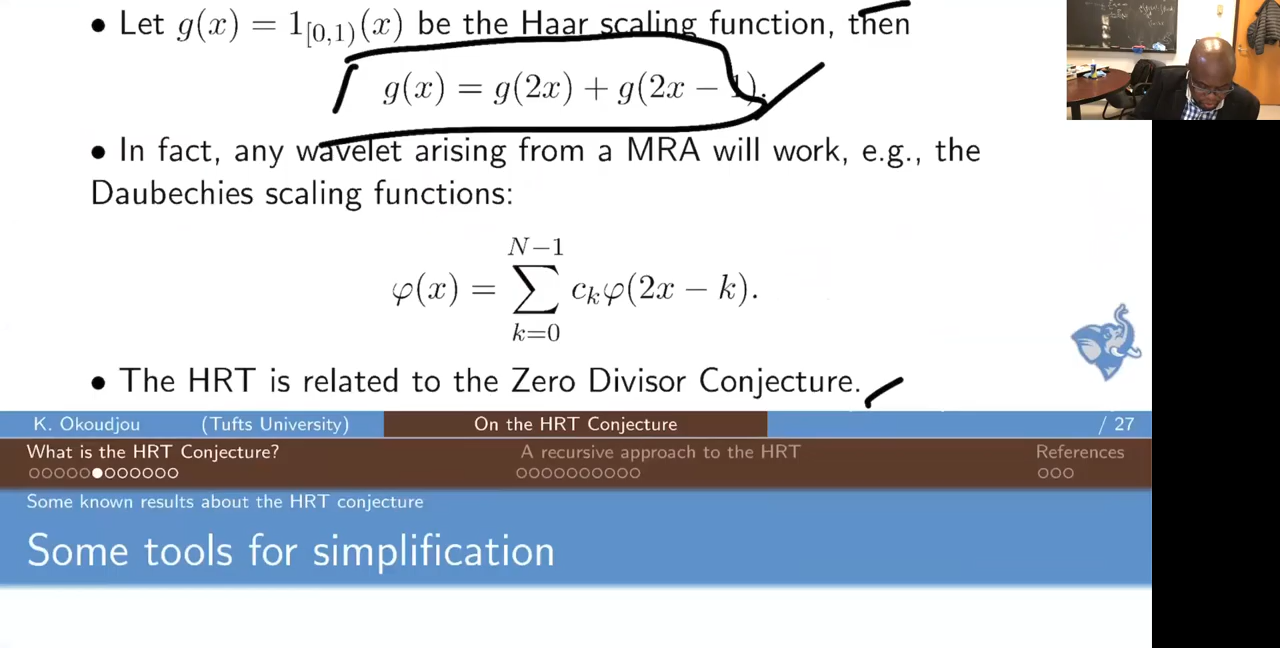 • Let g(x) = 1_{[0,1)}(x) be the Haar scaling function, then
g(x) = g(2x) + g(2x − 1).
• In fact, any wavelet arising from a MRA will work, e.g., the
Daubechies scaling functions:
φ(x) = ∑_{k=0}^{N−1} c_kφ(2x − k).
• The HRT is related to the Zero Divisor Conjecture.
K. Okoudjou (Tufts University) On the HRT Conjecture / 27
What is the HRT Conjecture? A recursive approach to the HRT References
Some known results about the HRT conjecture
Some tools for simplification